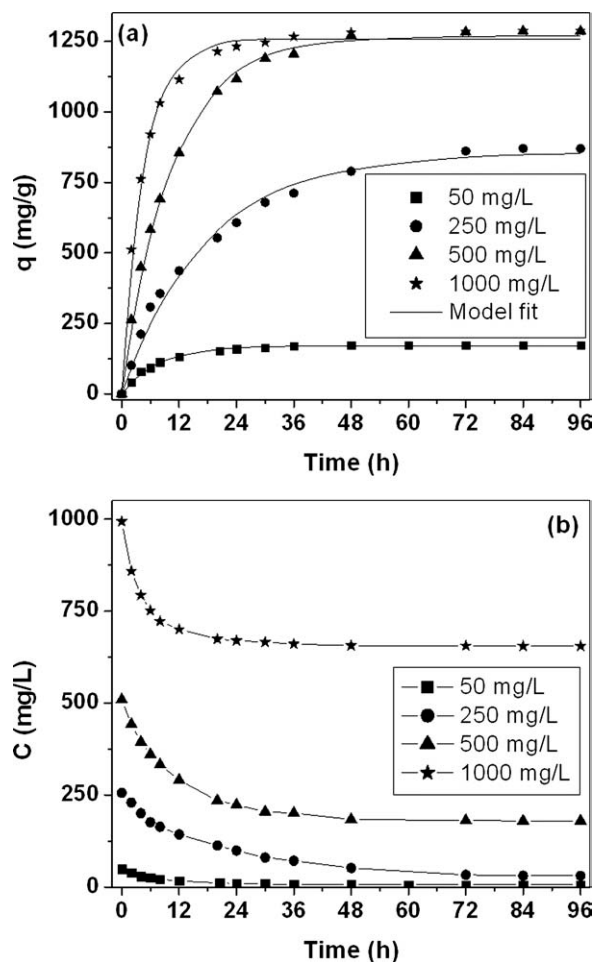 (a)
q (mg/g)
1250
1000
750
500
250
0
50 mg/L
250 mg/L
500 mg/L
1000 mg/L
Model fit
0 12 24 36 48 60 72 84 96
Time (h)
(b)
C (mg/L)
1000
750
500
250
0
50 mg/L
250 mg/L
500 mg/L
1000 mg/L
0 12 24 36 48 60 72 84 96
Time (h)